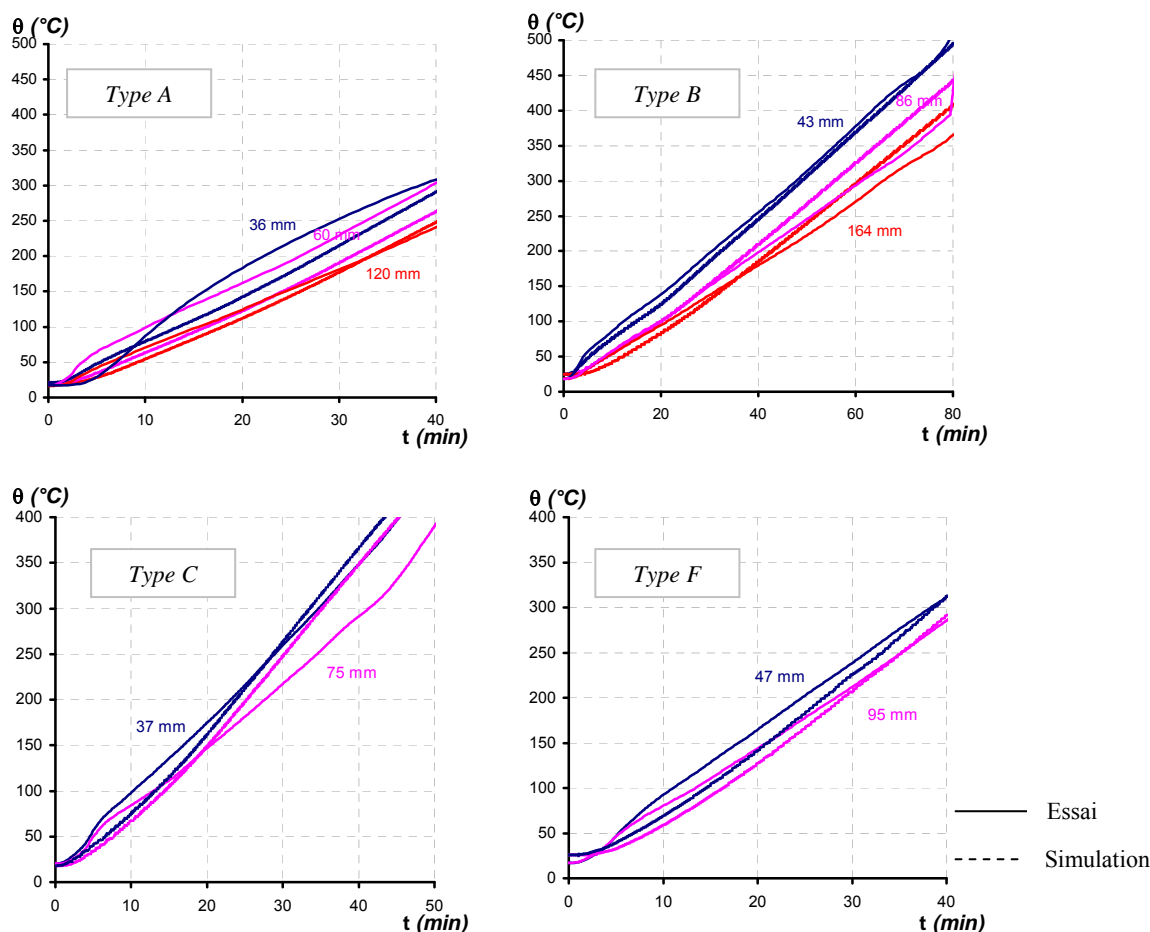 θ (°C)
500
450
400
350
300
250
200
150
100
50
0
Type A
36 mm
60 mm
120 mm
0 10 20 30 40
t (min)
θ (°C)
500
450
400
350
300
250
200
150
100
50
0
Type B
43 mm
86 mm
164 mm
0 20 40 60 80
t (min)
θ (°C)
400
350
300
250
200
150
100
50
0
Type C
37 mm
75 mm
0 10 20 30 40 50
t (min)
θ (°C)
400
350
300
250
200
150
100
50
0
Type F
47 mm
95 mm
0 10 20 30 40
t (min)
Essai
Simulation